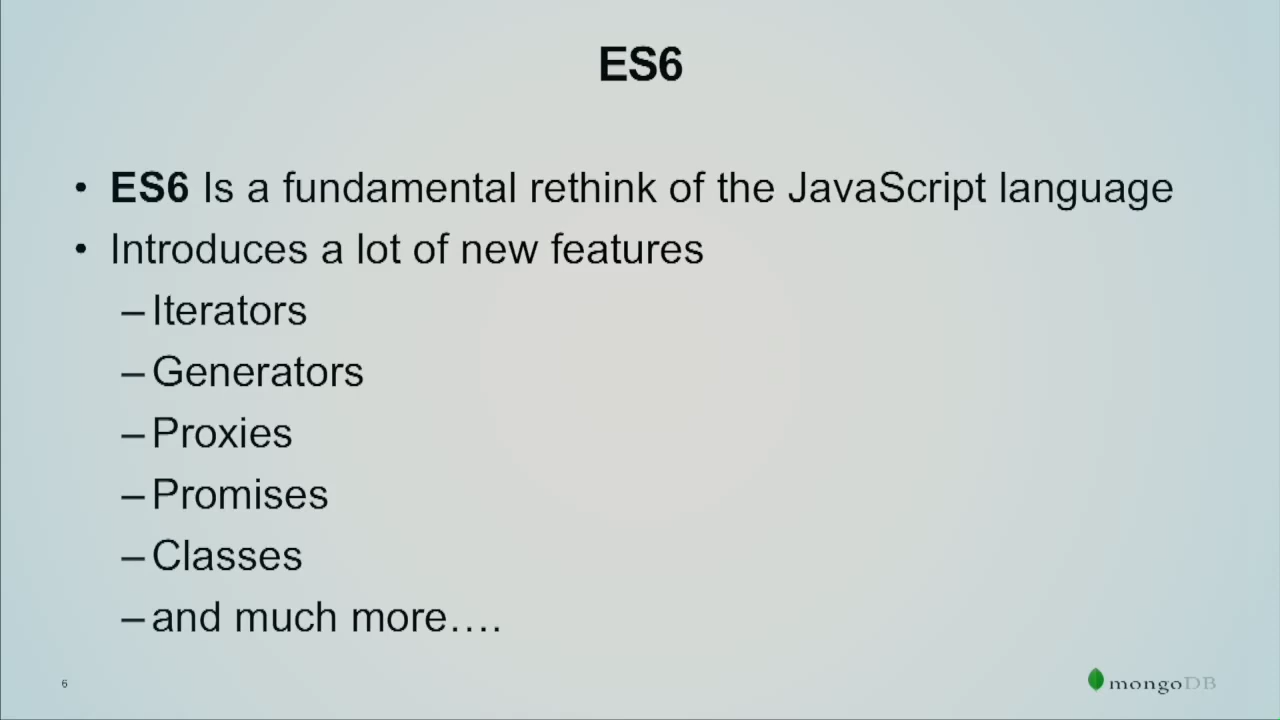 ES6
• ES6 Is a fundamental rethink of the JavaScript language
• Introduces a lot of new features
– Iterators
– Generators
– Proxies
– Promises
– Classes
– and much more….
6
mongoDB